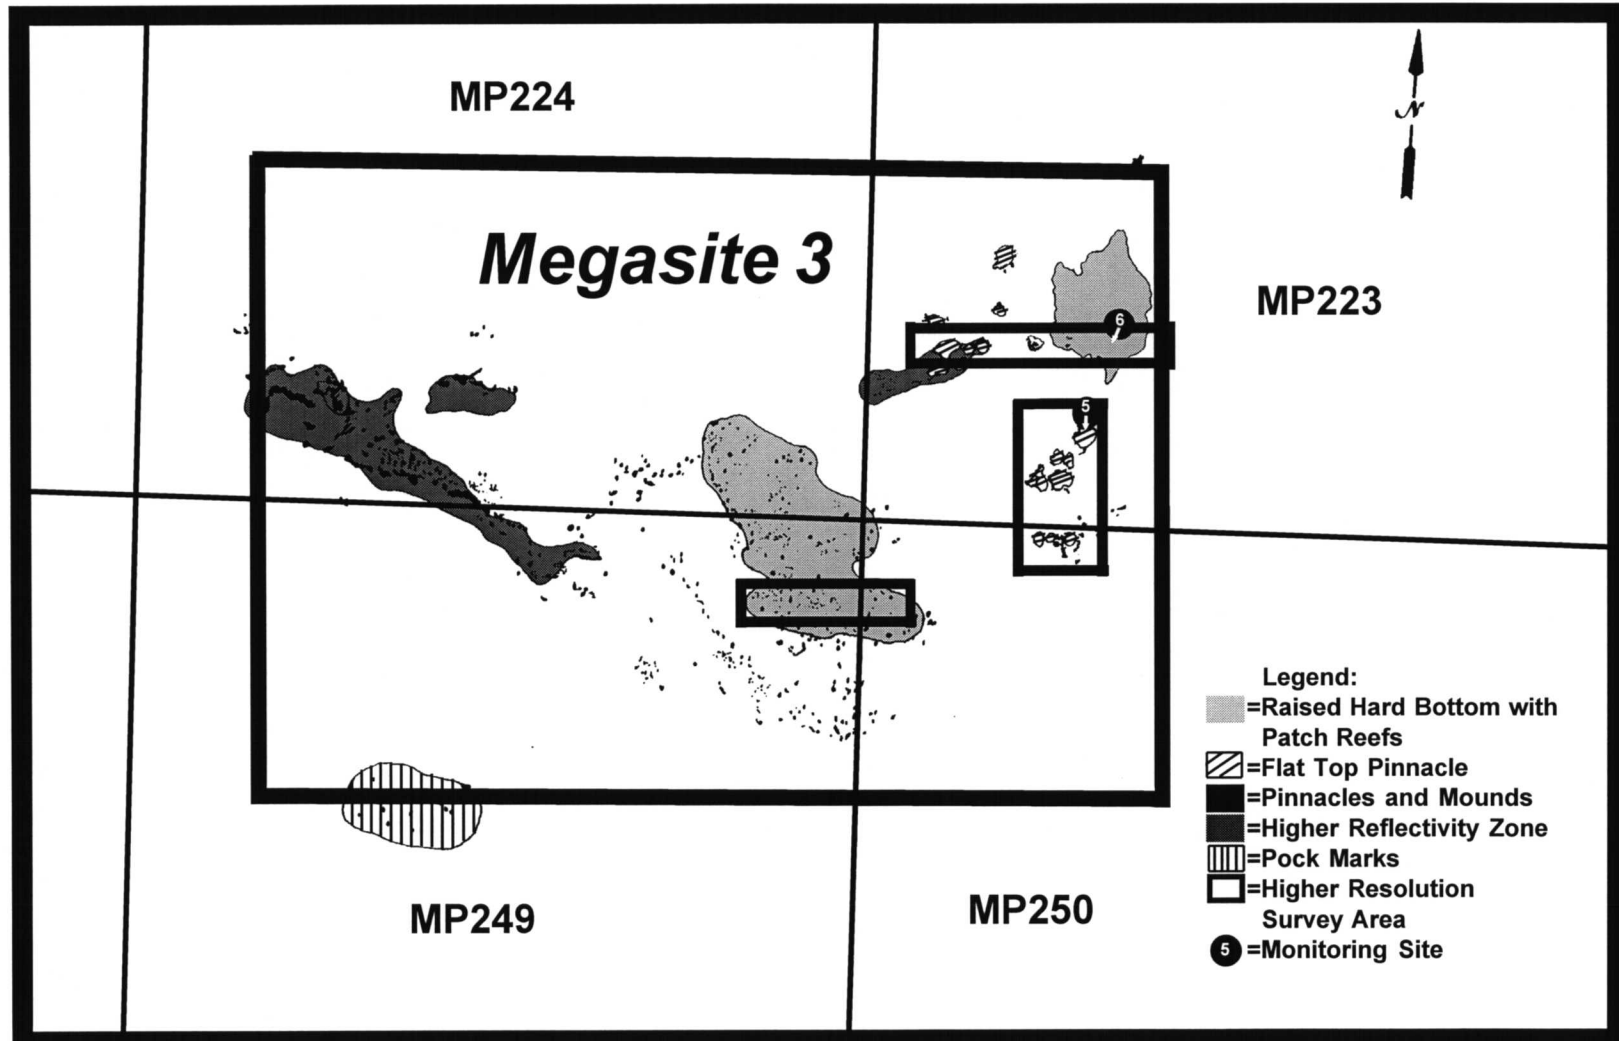 MP224
N
Megasite 3
MP223
6
5
Legend:
=Raised Hard Bottom with
Patch Reefs
=Flat Top Pinnacle
=Pinnacles and Mounds
=Higher Reflectivity Zone
=Pock Marks
=Higher Resolution
Survey Area
5 =Monitoring Site
MP249
MP250